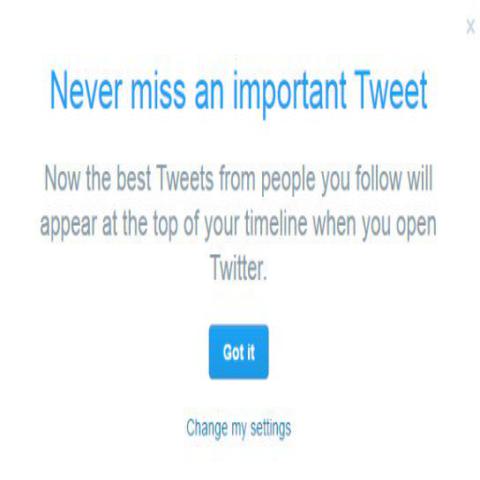 x
Never miss an important Tweet
Now the best Tweets from people you follow will
appear at the top of your timeline when you open
Twitter.
Got it
Change my settings